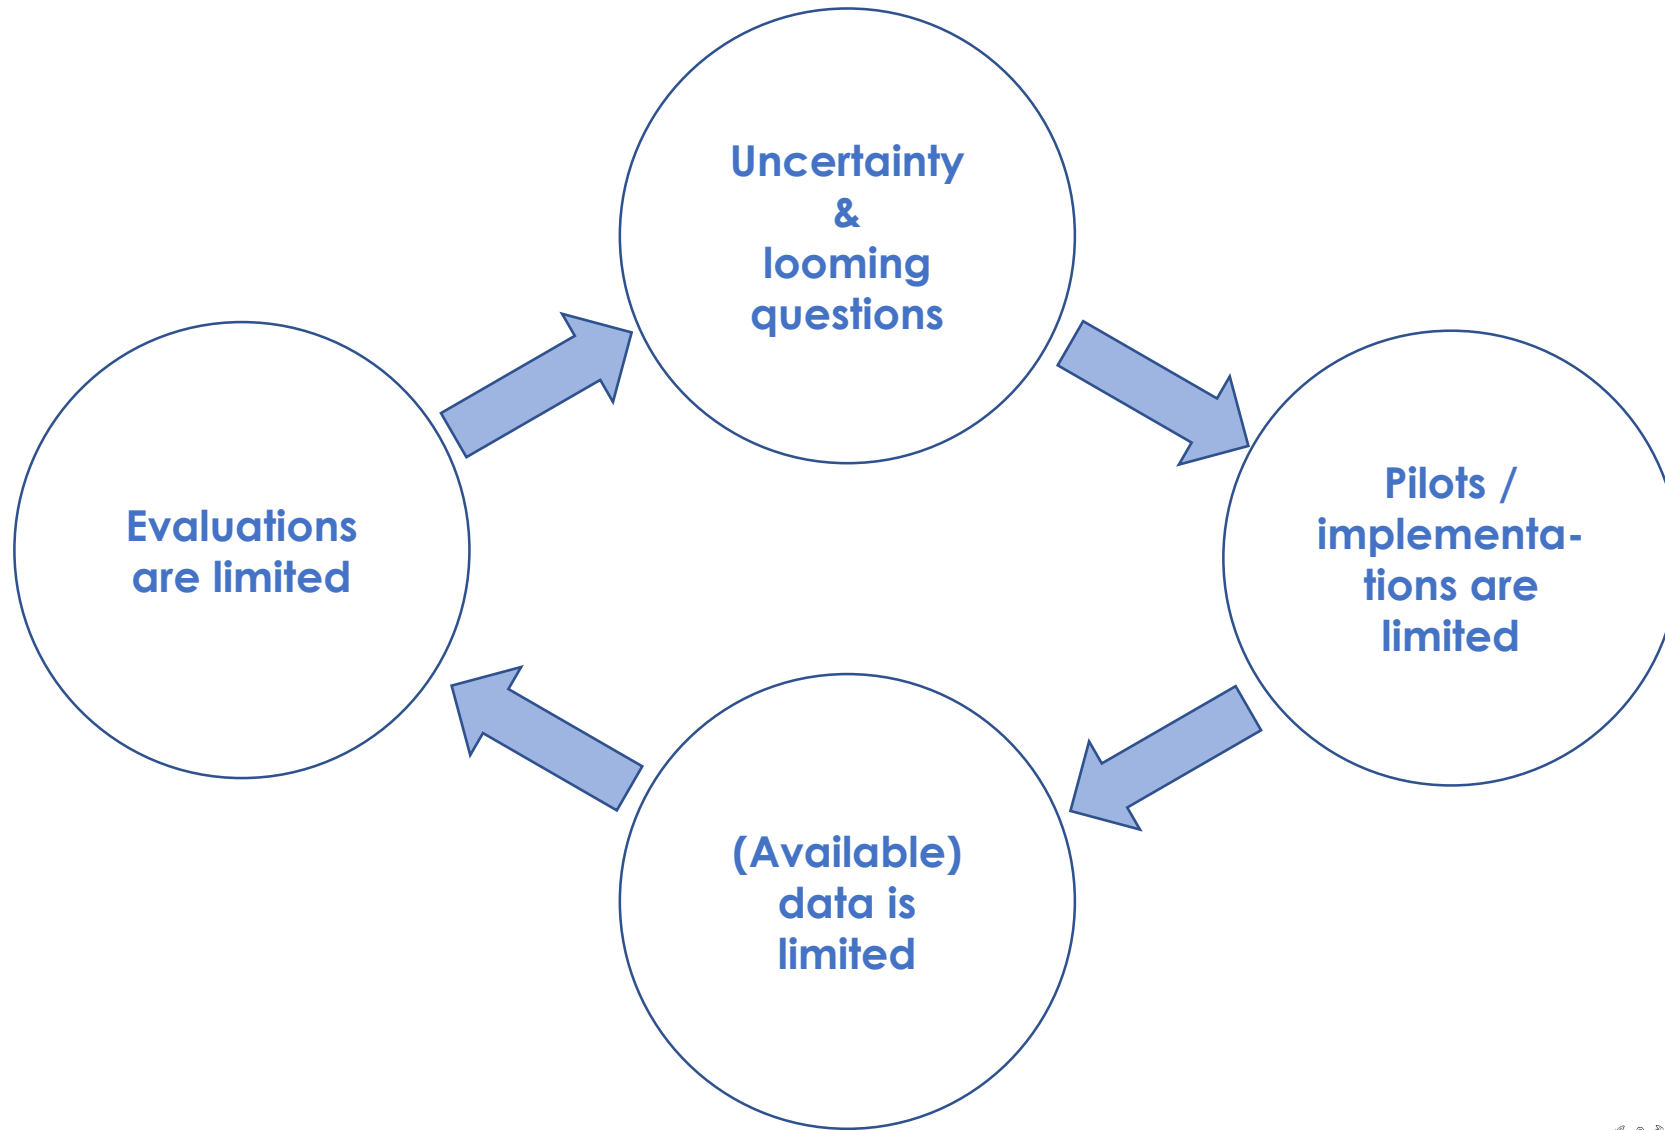 Uncertainty
&
looming
questions
Evaluations
are limited
Pilots /
implementa-
tions are
limited
(Available)
data is
limited